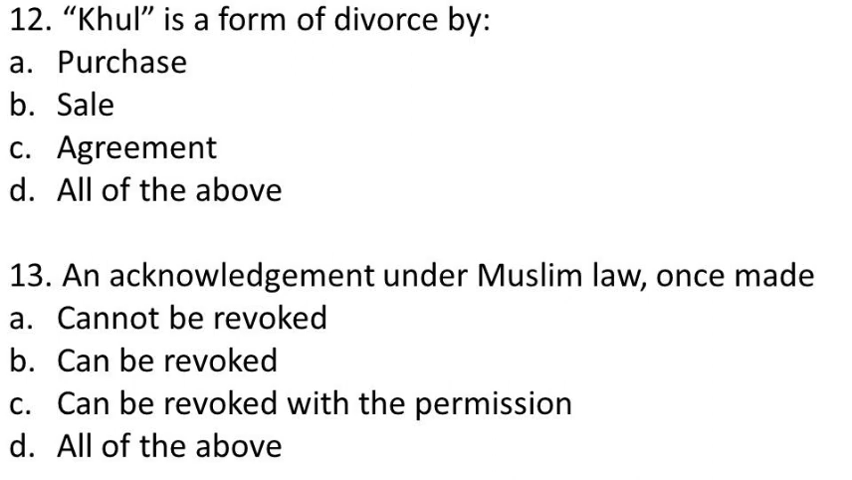 12. “Khul” is a form of divorce by:
a. Purchase
b. Sale
c. Agreement
d. All of the above
13. An acknowledgement under Muslim law, once made
a. Cannot be revoked
b. Can be revoked
c. Can be revoked with the permission
d. All of the above